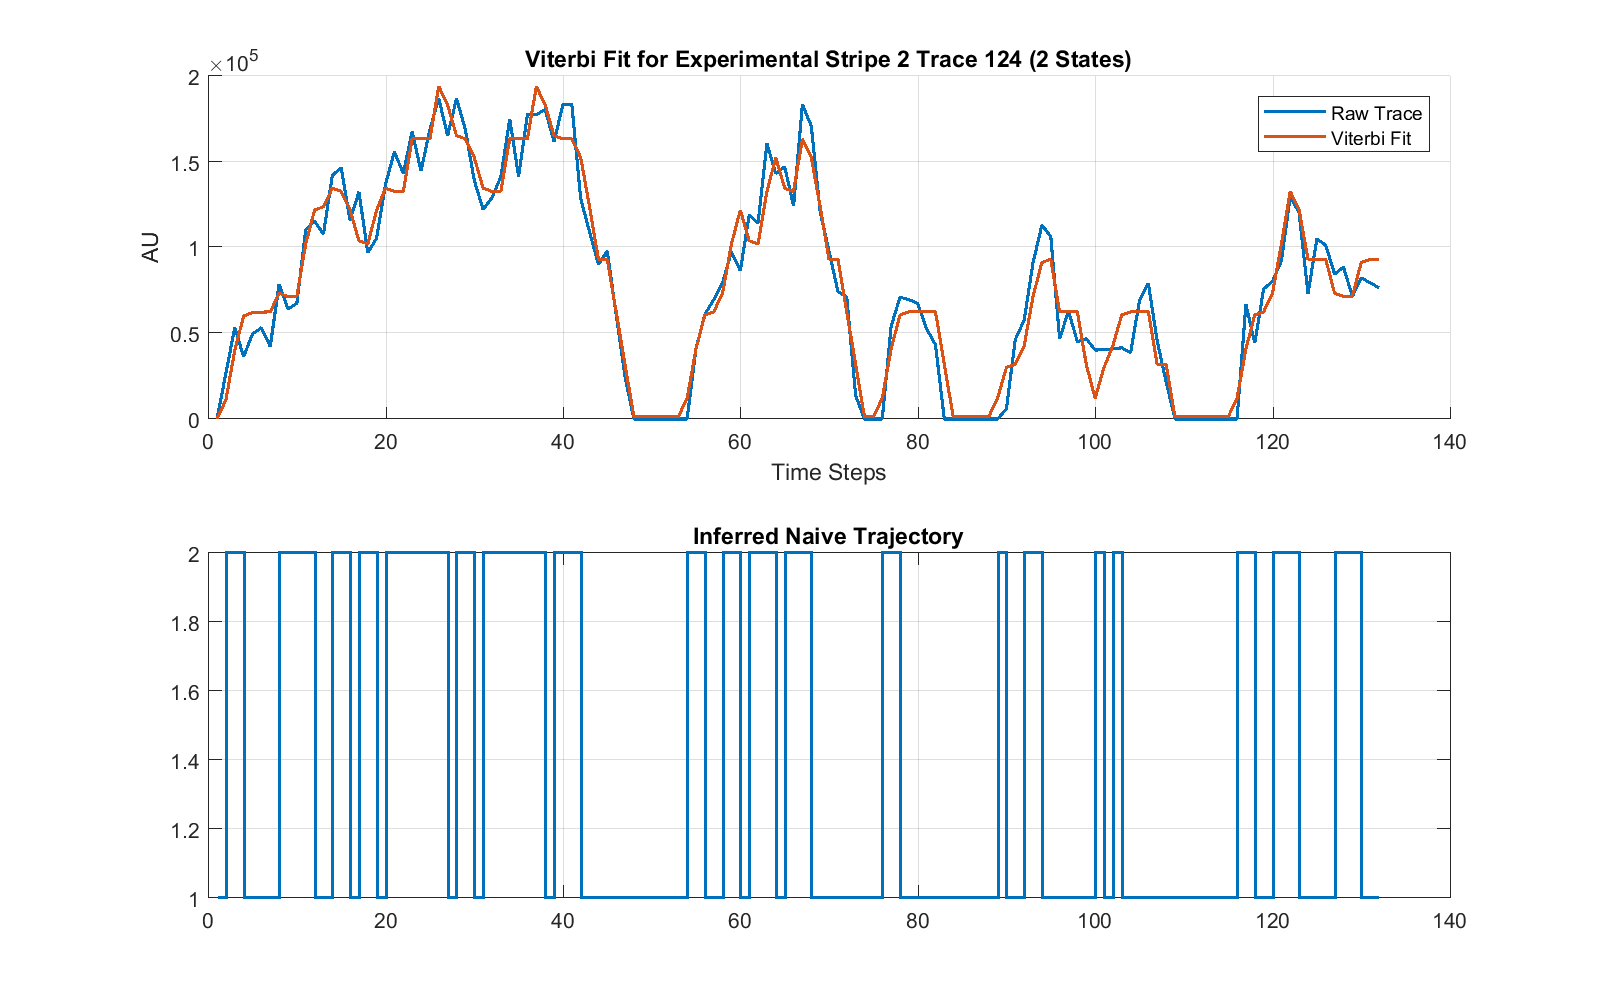 ×10^5
Viterbi Fit for Experimental Stripe 2 Trace 124 (2 States)
2
1.5
1
0.5
0
AU
Raw Trace
Viterbi Fit
0 20 40 60 80 100 120 140
Time Steps
Inferred Naive Trajectory
2
1.8
1.6
1.4
1.2
1
0 20 40 60 80 100 120 140